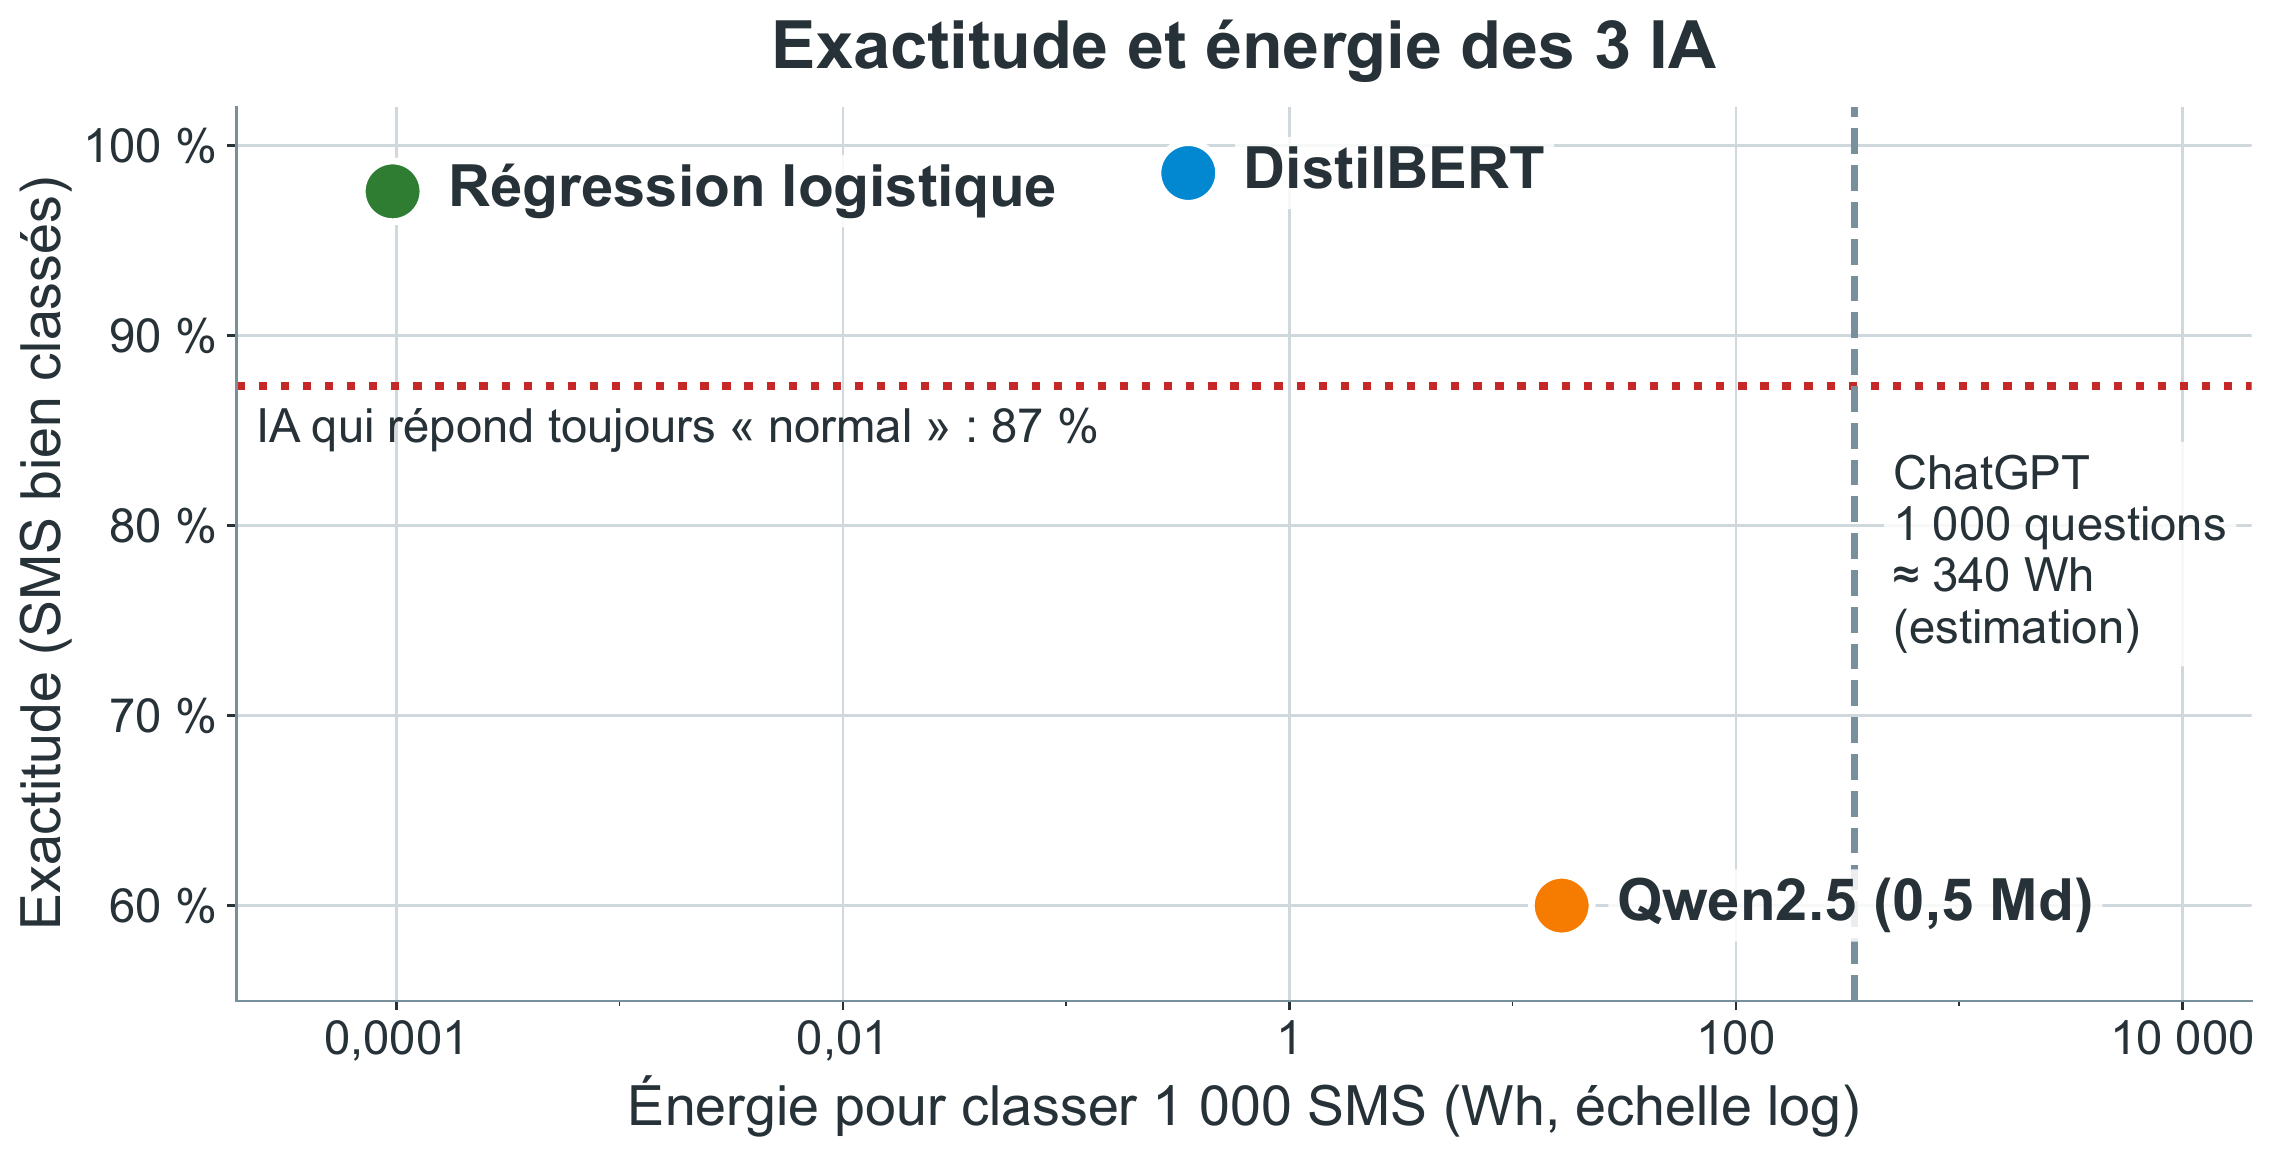 Exactitude et énergie des 3 IA
Exactitude (SMS bien classés)
100 %
90 %
80 %
70 %
60 %
Régression logistique
DistilBERT
IA qui répond toujours « normal » : 87 %
ChatGPT
1 000 questions
≈ 340 Wh
(estimation)
Qwen2.5 (0,5 Md)
0,0001
0,01
1
100
10 000
Énergie pour classer 1 000 SMS (Wh, échelle log)